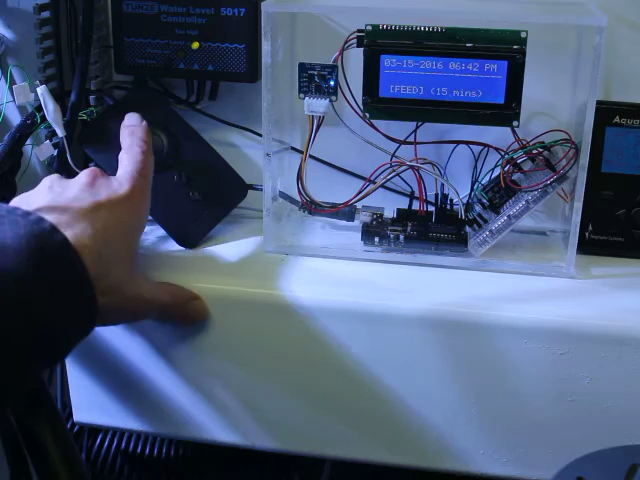 TUNZE Water Level 5017
Controller
03-15-2016 06:42 PM
[FEED] (15 mins)
Aqua